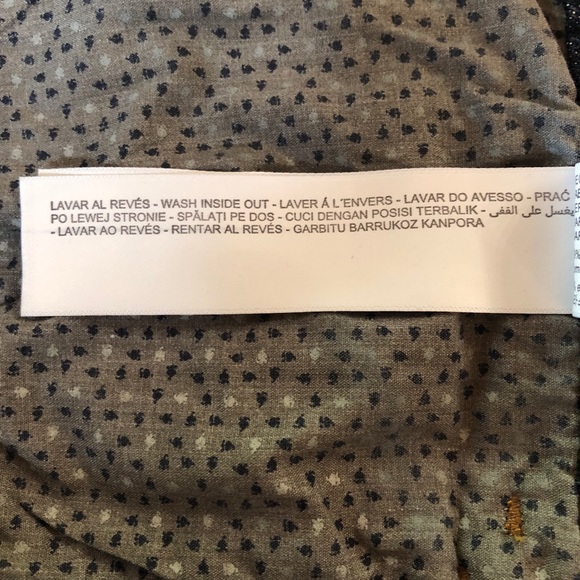 LAVAR AL REVÉS - WASH INSIDE OUT - LAVER Á L'ENVERS - LAVAR DO AVESSO - PRAĆ
PO LEWEJ STRONIE - SPĂLAŢI PE DOS - CUCI DENGAN POSISI TERBALIK - يغسل على القفى
- LAVAR AO REVÉS - RENTAR AL REVÉS - GARBITU BARRUKOZ KANPORA